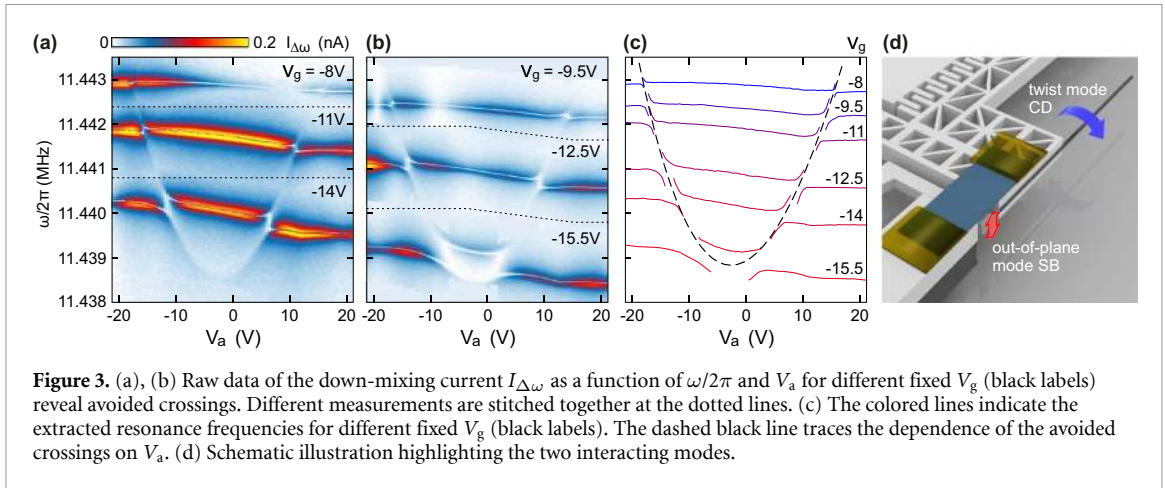 (a) 0 I_Δω (nA) 0.2 (b) (c) V_g (d)
11.443
11.442
11.441
11.440
11.439
11.438
ω/2π (MHz)
V_g = -8V
-11V
-14V
-20 -10 0 10 20
V_a (V)
V_g = -9.5V
-12.5V
-15.5V
-20 -10 0 10 20
V_a (V)
-8
-9.5
-11
-12.5
-14
-15.5
-20 -10 0 10 20
V_a (V)
twist mode
CD
out-of-plane
mode SB
Figure 3. (a), (b) Raw data of the down-mixing current I_Δω as a function of ω/2π and V_a for different fixed V_g (black labels)
reveal avoided crossings. Different measurements are stitched together at the dotted lines. (c) The colored lines indicate the
extracted resonance frequencies for different fixed V_g (black labels). The dashed black line traces the dependence of the avoided
crossings on V_a. (d) Schematic illustration highlighting the two interacting modes.